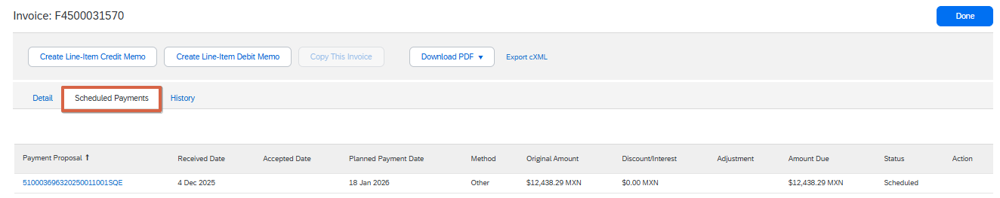 Invoice: F4500031570
Done
Create Line-Item Credit Memo
Create Line-Item Debit Memo
Copy This Invoice
Download PDF ▼
Export cXML
Detail
Scheduled Payments
History
Payment Proposal ↑ Received Date Accepted Date Planned Payment Date Method Original Amount Discount/Interest Adjustment Amount Due Status Action
510003696320250011001SQE 4 Dec 2025 18 Jan 2026 Other $12,438.29 MXN $0.00 MXN $12,438.29 MXN Scheduled